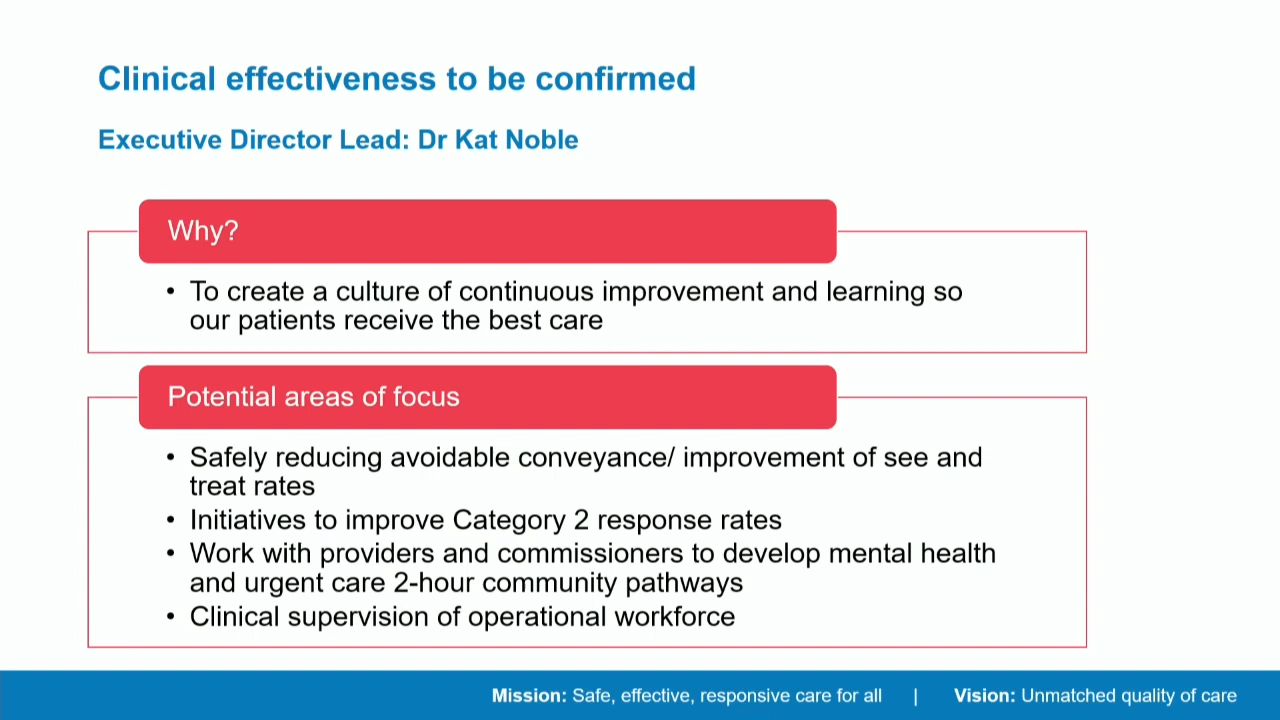 Clinical effectiveness to be confirmed
Executive Director Lead: Dr Kat Noble
Why?
• To create a culture of continuous improvement and learning so
our patients receive the best care
Potential areas of focus
• Safely reducing avoidable conveyance/ improvement of see and
treat rates
• Initiatives to improve Category 2 response rates
• Work with providers and commissioners to develop mental health
and urgent care 2-hour community pathways
• Clinical supervision of operational workforce
Mission: Safe, effective, responsive care for all | Vision: Unmatched quality of care